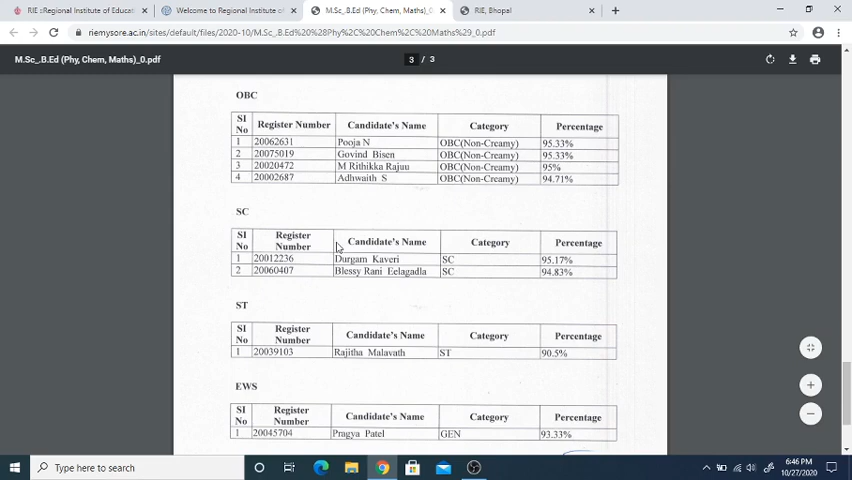 RIE ::Regional Institute of Educat
Welcome to Regional Institute of
M.Sc_,.B.Ed (Phy, Chem, Maths)_0.
RIE, Bhopal
riemysore.ac.in/sites/default/files/2020-10/M.Sc_.B.Ed%20%28Phy%2C%20Chem%2C%20Maths%29_0.pdf
M.Sc_,.B.Ed (Phy, Chem, Maths)_0.pdf
3 / 3
OBC
SI No Register Number Candidate's Name Category Percentage
1 20062631 Pooja N OBC(Non-Creamy) 95.33%
2 20075019 Govind Bisen OBC(Non-Creamy) 95.33%
3 20020472 M Rithikka Rajuu OBC(Non-Creamy) 95%
4 20002687 Adhwaith S OBC(Non-Creamy) 94.71%
SC
SI No Register Number Candidate's Name Category Percentage
1 20012236 Durgam Kaveri SC 95.17%
2 20060407 Blessy Rani Eelagadla SC 94.83%
ST
SI No Register Number Candidate's Name Category Percentage
1 20039103 Rajitha Malavath ST 90.5%
EWS
SI No Register Number Candidate's Name Category Percentage
1 20045704 Pragya Patel GEN 93.33%
Type here to search
6:46 PM
10/27/2020